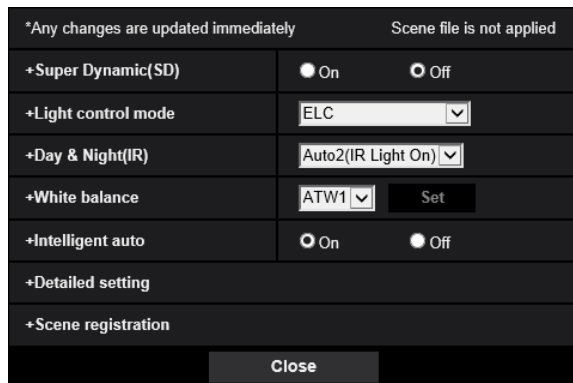 *Any changes are updated immediately Scene file is not applied
+Super Dynamic(SD) On Off
+Light control mode ELC
+Day & Night(IR) Auto2(IR Light On)
+White balance ATW1 Set
+Intelligent auto On Off
+Detailed setting
+Scene registration
Close